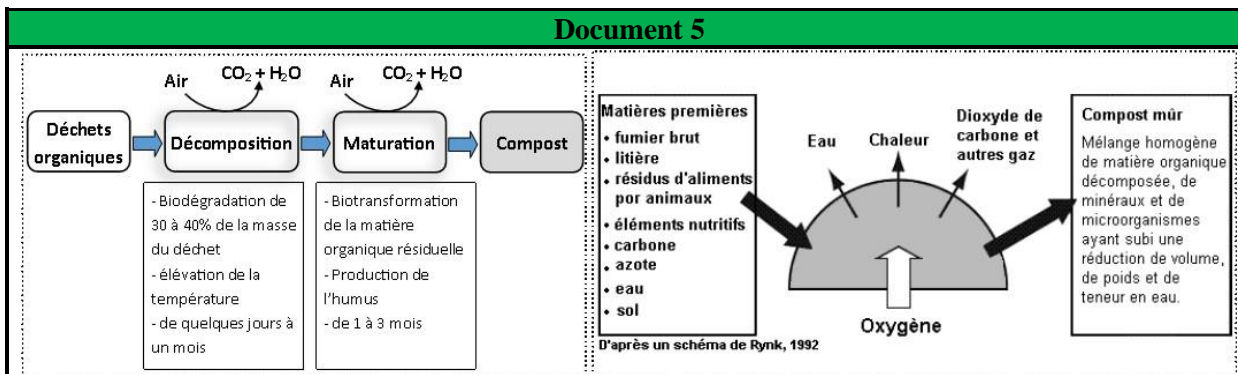 Document 5
Air
CO₂ + H₂O
Air
CO₂ + H₂O
Déchets
organiques
Décomposition
Maturation
Compost
- Biodégradation de
30 à 40% de la masse
du déchet
- élévation de la
température
- de quelques jours à
un mois
- Biotransformation
de la matière
organique résiduelle
- Production de
l'humus
- de 1 à 3 mois
Matières premières
• fumier brut
• litière
• résidus d'aliments
por animaux
• éléments nutritifs
• carbone
• azote
• eau
• sol
Eau
Chaleur
Dioxyde de
carbone et
autres gaz
Oxygène
Compost mûr
Mélange homogène
de matière organique
décomposée, de
minéraux et de
microorganismes
ayant subi une
réduction de volume,
de poids et de
teneur en eau.
D'après un schéma de Rynk, 1992